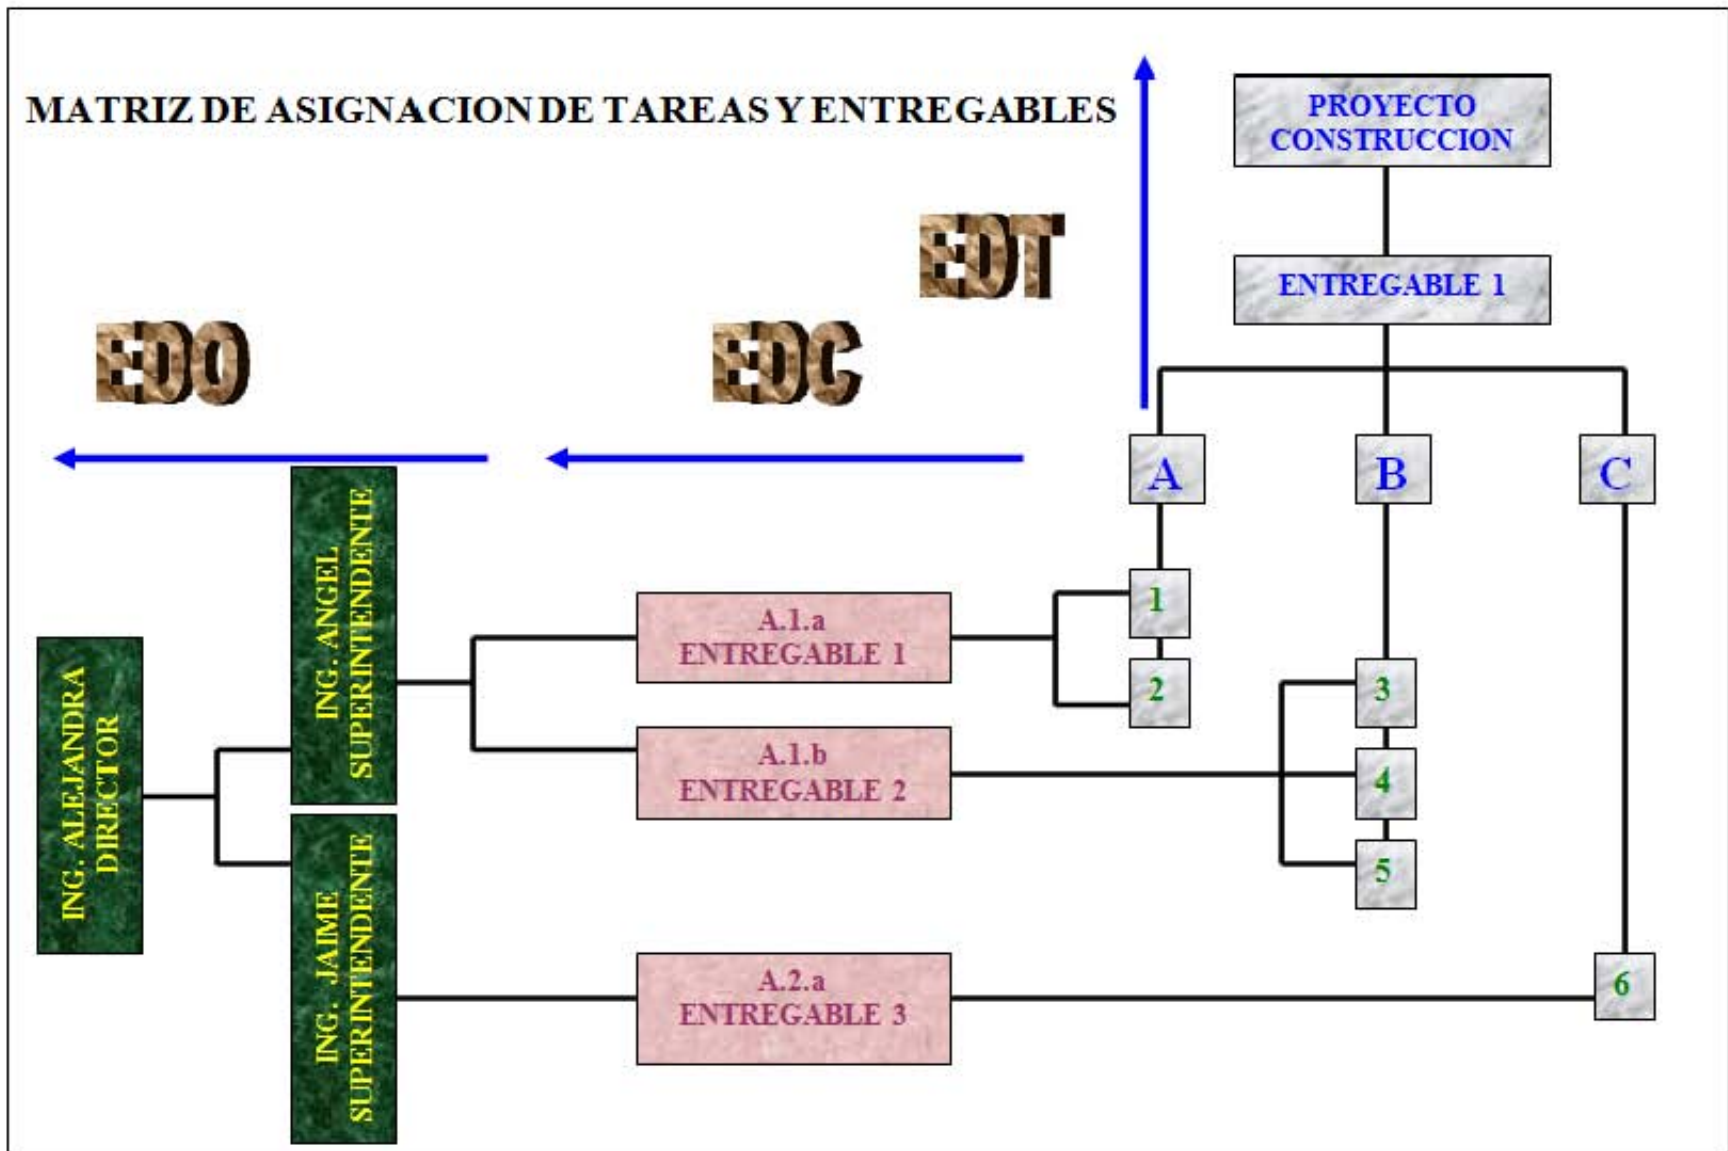 MATRIZ DE ASIGNACION DE TAREAS Y ENTREGABLES
PROYECTO
CONSTRUCCION
ENTREGABLE 1
EDT
EDO
EDC
A
B
C
ING. ALEJANDRA
DIRECTOR
ING. ANGEL
SUPERINTENDENTE
ING. JAIME
SUPERINTENDENTE
A.1.a
ENTREGABLE 1
A.1.b
ENTREGABLE 2
A.2.a
ENTREGABLE 3
1
2
3
4
5
6